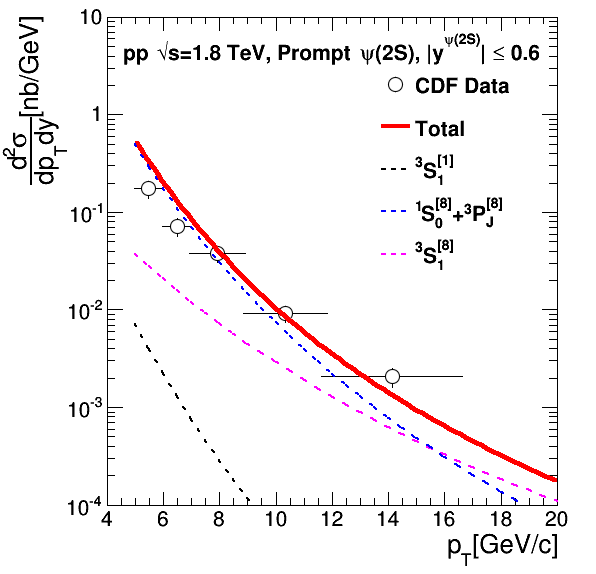 pp √s=1.8 TeV, Prompt ψ(2S), |y^ψ(2S)| ≤ 0.6
CDF Data
Total
³S₁^[1]
¹S₀^[8]+³P_J^[8]
³S₁^[8]
d²σ/dp_Tdy[nb/GeV]
10
1
10⁻¹
10⁻²
10⁻³
10⁻⁴
4 6 8 10 12 14 16 18 20
p_T[GeV/c]